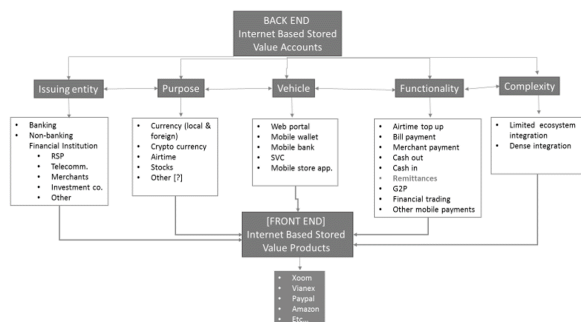 BACK END
Internet Based Stored
Value Accounts
Issuing entity
Purpose
Vehicle
Functionality
Complexity
Banking
Non-banking
Financial Institution
RSP
Telecomm.
Merchants
Investment co.
Other
Currency (local &
foreign)
Crypto currency
Airtime
Stocks
Other [?]
Web portal
Mobile wallet
Mobile bank
SVC
Mobile store app.
Airtime top up
Bill payment
Merchant payment
Cash out
Cash in
Remittances
G2P
Financial trading
Other mobile payments
Limited ecosystem
integration
Dense integration
[FRONT END]
Internet Based Stored
Value Products
Xoom
Vianex
Paypal
Amazon
Etc...